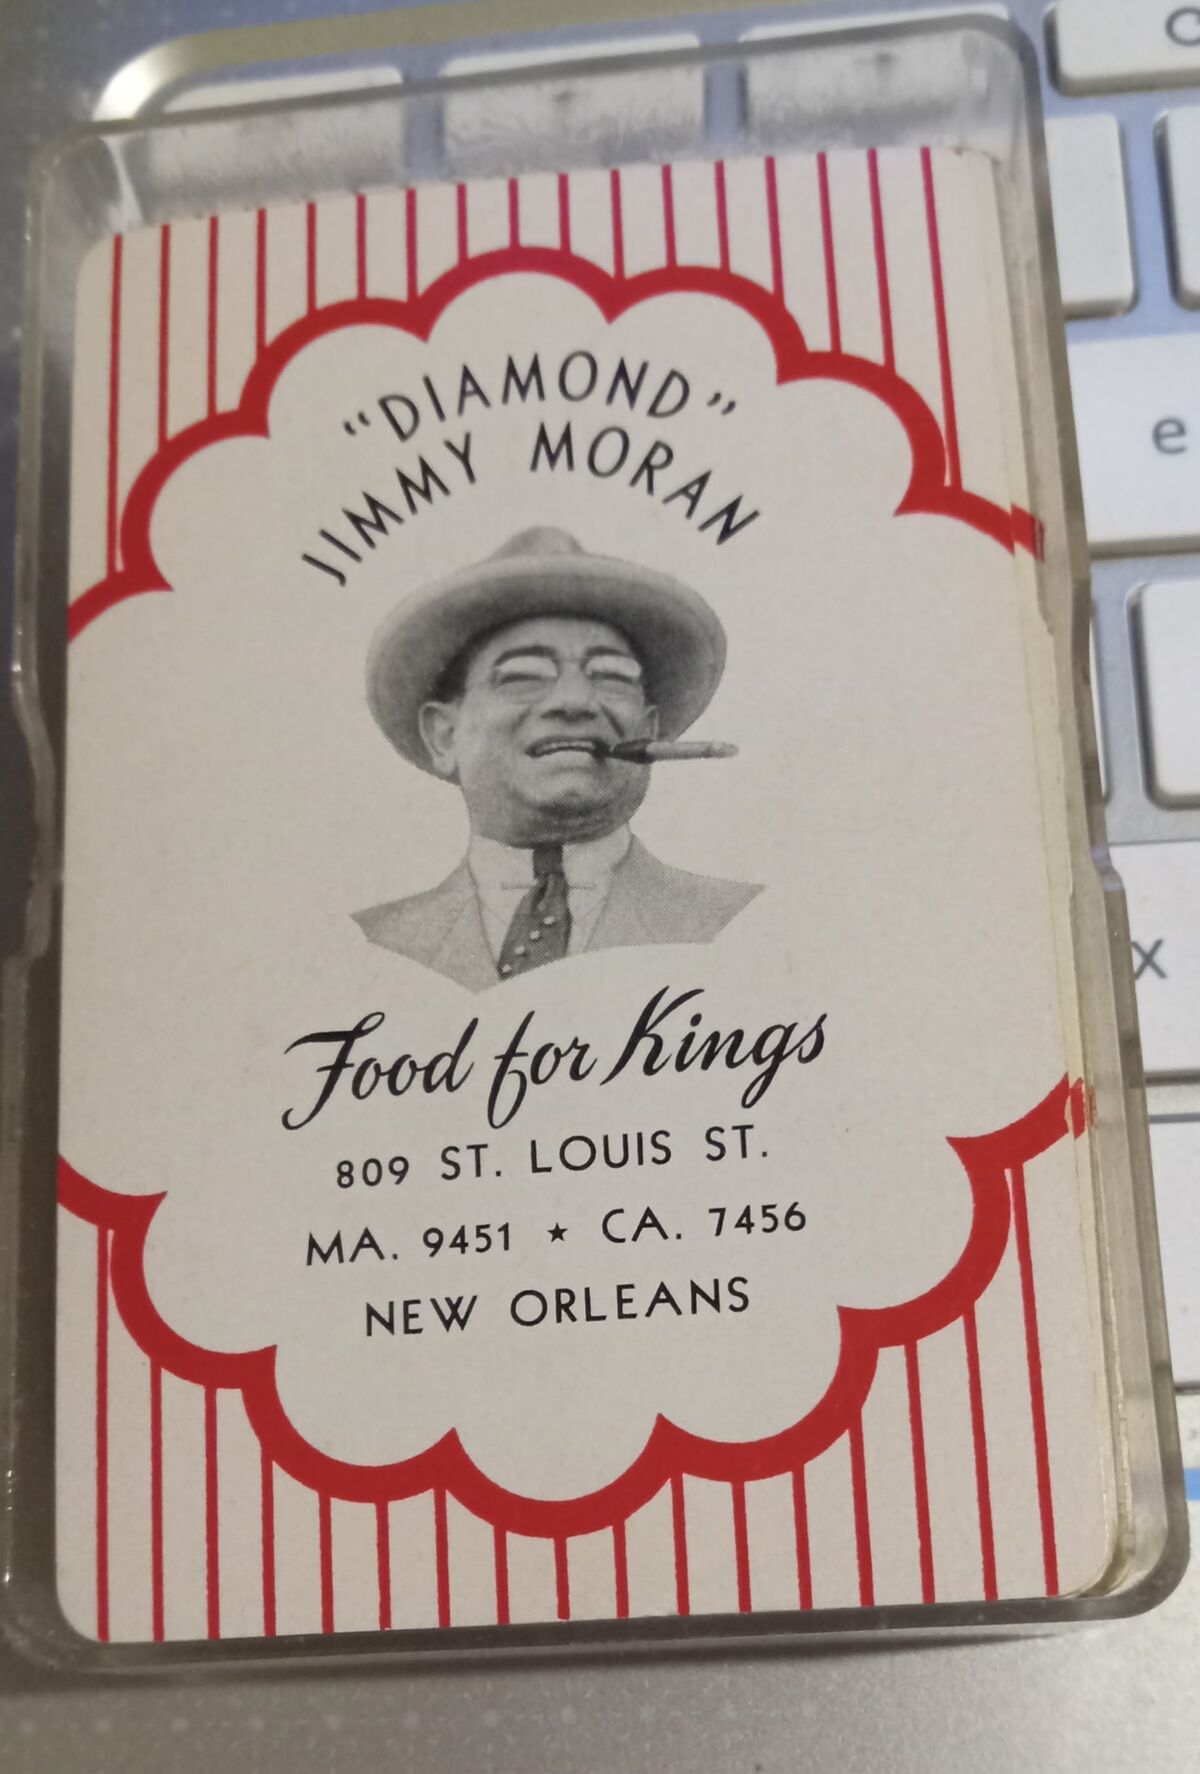 “DIAMOND”
JIMMY MORAN
Food for Kings
809 ST. LOUIS ST.
MA. 9451 ★ CA. 7456
NEW ORLEANS
e
x